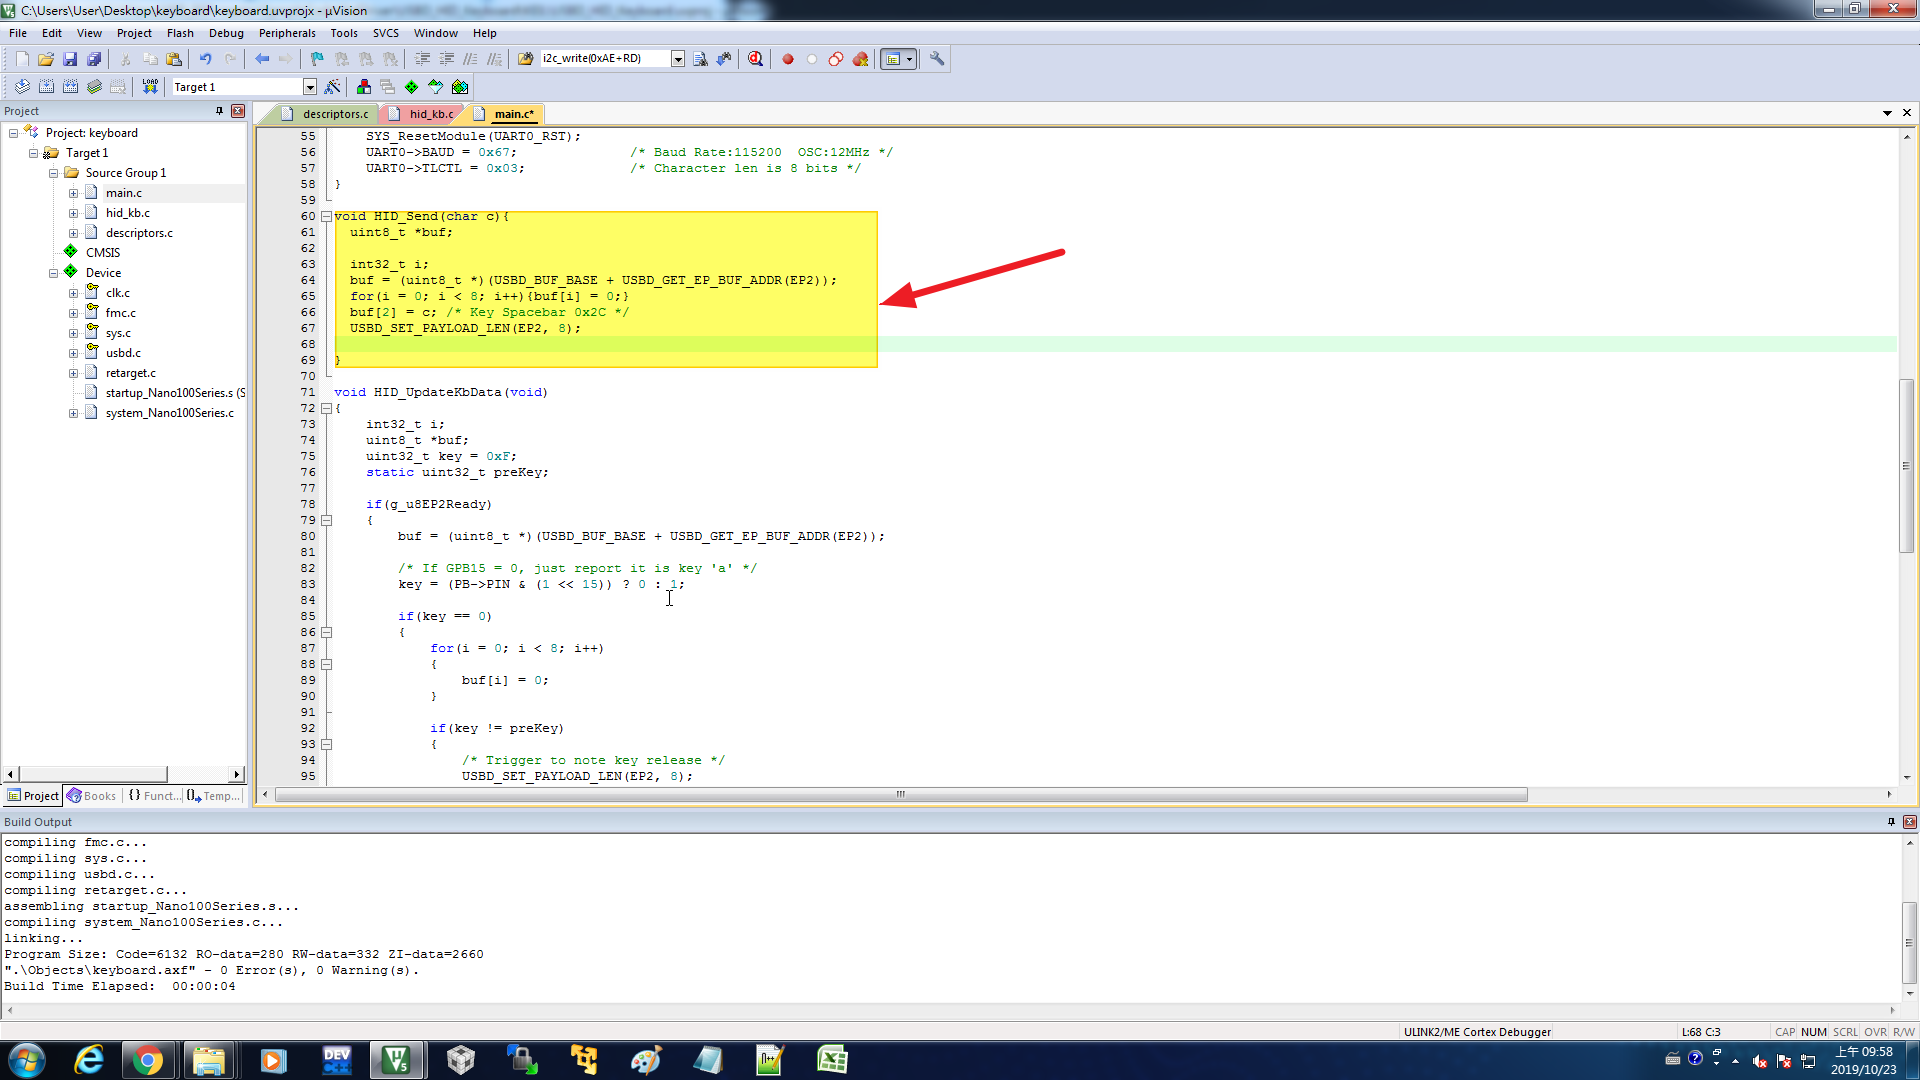 C:\Users\User\Desktop\keyboard\keyboard.uvprojx - µVision
File Edit View Project Flash Debug Peripherals Tools SVCS Window Help
i2c_write(0xAE+RD)
LOAD Target 1
Project
Project: keyboard
Target 1
Source Group 1
main.c
hid_kb.c
descriptors.c
CMSIS
Device
clk.c
fmc.c
sys.c
usbd.c
retarget.c
startup_Nano100Series.s (S
system_Nano100Series.c
Project Books {} Funct... 0 Temp...
descriptors.c hid_kb.c main.c*
55 SYS_ResetModule(UART0_RST);
56 UART0->BAUD = 0x67; /* Baud Rate:115200 OSC:12MHz */
57 UART0->TLCTL = 0x03; /* Character len is 8 bits */
58 }
59
60 void HID_Send(char c){
61 uint8_t *buf;
62
63 int32_t i;
64 buf = (uint8_t *)(USBD_BUF_BASE + USBD_GET_EP_BUF_ADDR(EP2));
65 for(i = 0; i < 8; i++){buf[i] = 0;}
66 buf[2] = c; /* Key Spacebar 0x2C */
67 USBD_SET_PAYLOAD_LEN(EP2, 8);
68
69 }
70
71 void HID_UpdateKbData(void)
72 {
73 int32_t i;
74 uint8_t *buf;
75 uint32_t key = 0xF;
76 static uint32_t preKey;
77
78 if(g_u8EP2Ready)
79 {
80 buf = (uint8_t *)(USBD_BUF_BASE + USBD_GET_EP_BUF_ADDR(EP2));
81
82 /* If GPB15 = 0, just report it is key 'a' */
83 key = (PB->PIN & (1 << 15)) ? 0 : 1;
84
85 if(key == 0)
86 {
87 for(i = 0; i < 8; i++)
88 {
89 buf[i] = 0;
90 }
91
92 if(key != preKey)
93 {
94 /* Trigger to note key release */
95 USBD_SET_PAYLOAD_LEN(EP2, 8);
Build Output
compiling fmc.c...
compiling sys.c...
compiling usbd.c...
compiling retarget.c...
assembling startup_Nano100Series.s...
compiling system_Nano100Series.c...
linking...
Program Size: Code=6132 RO-data=280 RW-data=332 ZI-data=2660
".\Objects\keyboard.axf" - 0 Error(s), 0 Warning(s).
Build Time Elapsed: 00:00:04
ULINK2/ME Cortex Debugger L:68 C:3 CAP NUM SCRL OVR R/W
DEV C++
上午 09:58
2019/10/23